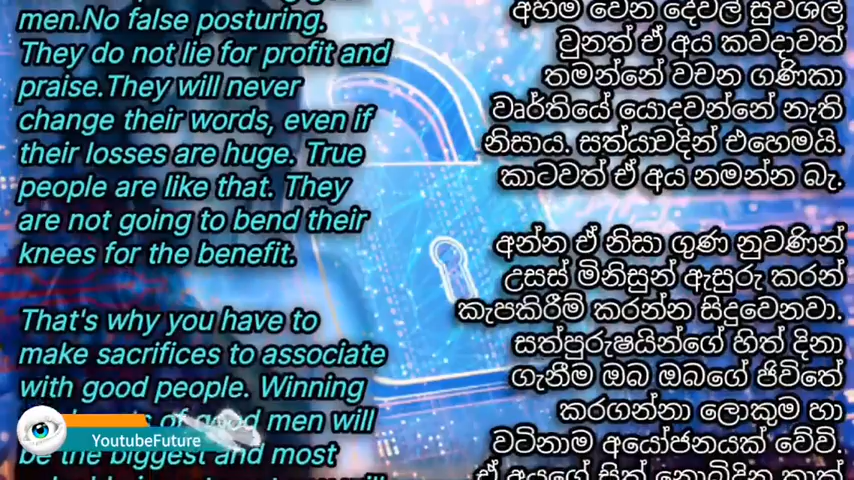 men.No false posturing.
They do not lie for profit and
praise.They will never
change their words, even if
their losses are huge. True
people are like that. They
are not going to bend their
knees for the benefit.
That's why you have to
make sacrifices to associate
with good people. Winning
of good men will
be the biggest and most
අහම් වෙන දේවල් සුවිශල්
වුනත් ඒ අය කවදාවත්
තමන්නේ වචන ගණිකා
වෘර්තියේ යොදවන්නේ නැති
නිසාය. සත්යාවදින් එහෙමයි.
කාටවත් ඒ අය නමන්න බැ.
අන්න ඒ නිසා ගුණ නුවණින්
උසස් මිනිසුන් ඇසුරු කරන්
කැපකිරීම් කරන්න සිදුවෙනවා.
සත්පුරුෂයින්ගේ හිත් දිනා
ගැනීම ඔබ ඔබගේ ජිවිතේ
කරගන්නා ලොකුම හා
වටිනාම අයෝජනයක් වේවි.
YoutubeFuture